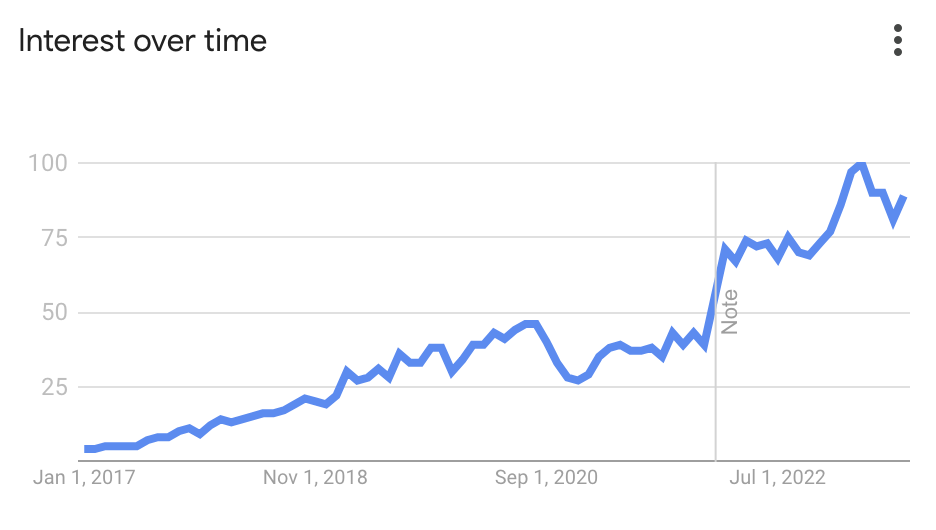 Interest over time
100
75
50
25
Note
Jan 1, 2017
Nov 1, 2018
Sep 1, 2020
Jul 1, 2022